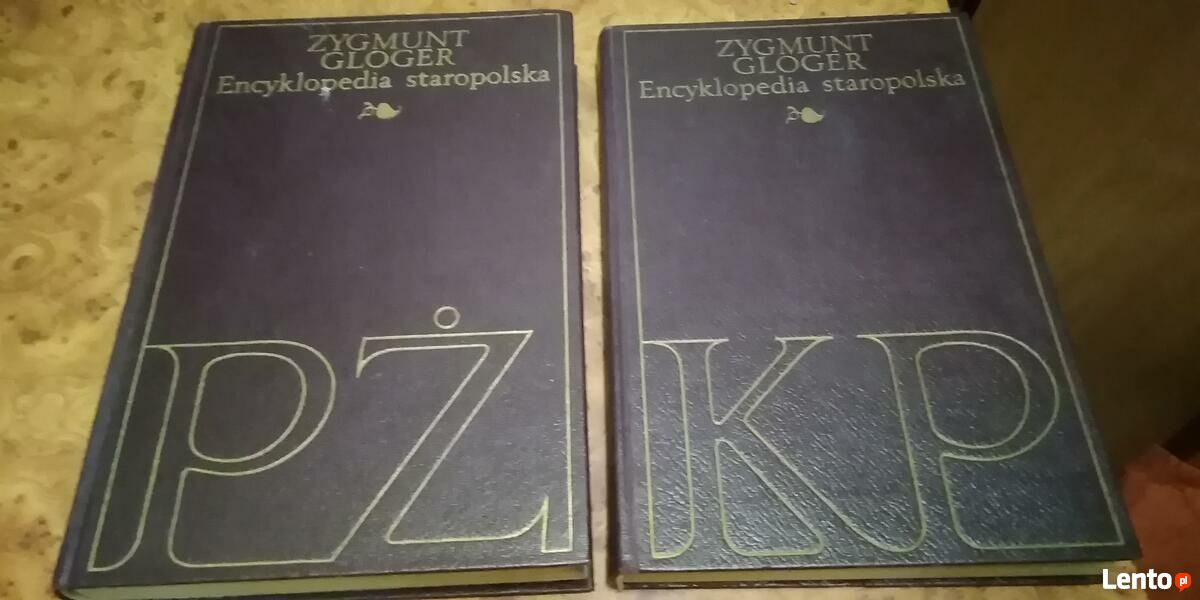 ZYGMUNT
GLOGER
Encyklopedia staropolska
PŻ
ZYGMUNT
GLOGER
Encyklopedia staropolska
KP
Lento.pl